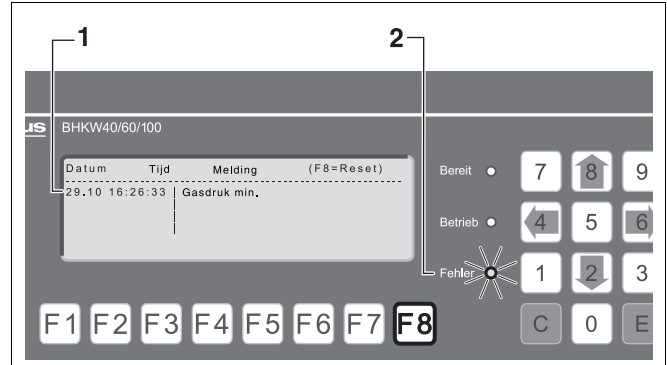 1 2
us BHKW40/60/100
Datum Tijd Melding (F8=Reset)
29.10 16:26:33 Gasdruk min.
Bereit
Betrieb
Fehler
7 8 9
4 5 6
1 2 3
F1 F2 F3 F4 F5 F6 F7 F8
C 0 E